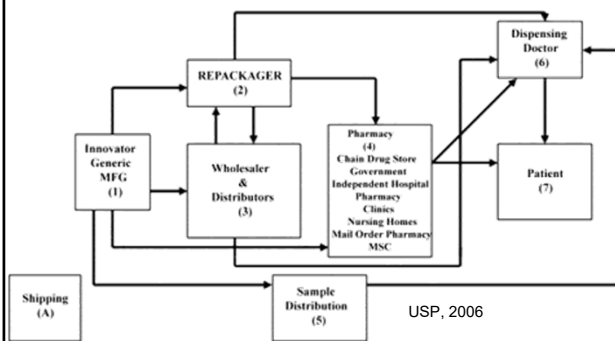 REPACKAGER
(2)
Dispensing
Doctor
(6)
Innovator
Generic
MFG
(1)
Wholesaler
&
Distributors
(3)
Pharmacy
(4)
Chain Drug Store
Government
Independent Hospital
Pharmacy
Clinics
Nursing Homes
Mail Order Pharmacy
MSC
Patient
(7)
Shipping
(A)
Sample
Distribution
(5)
USP, 2006